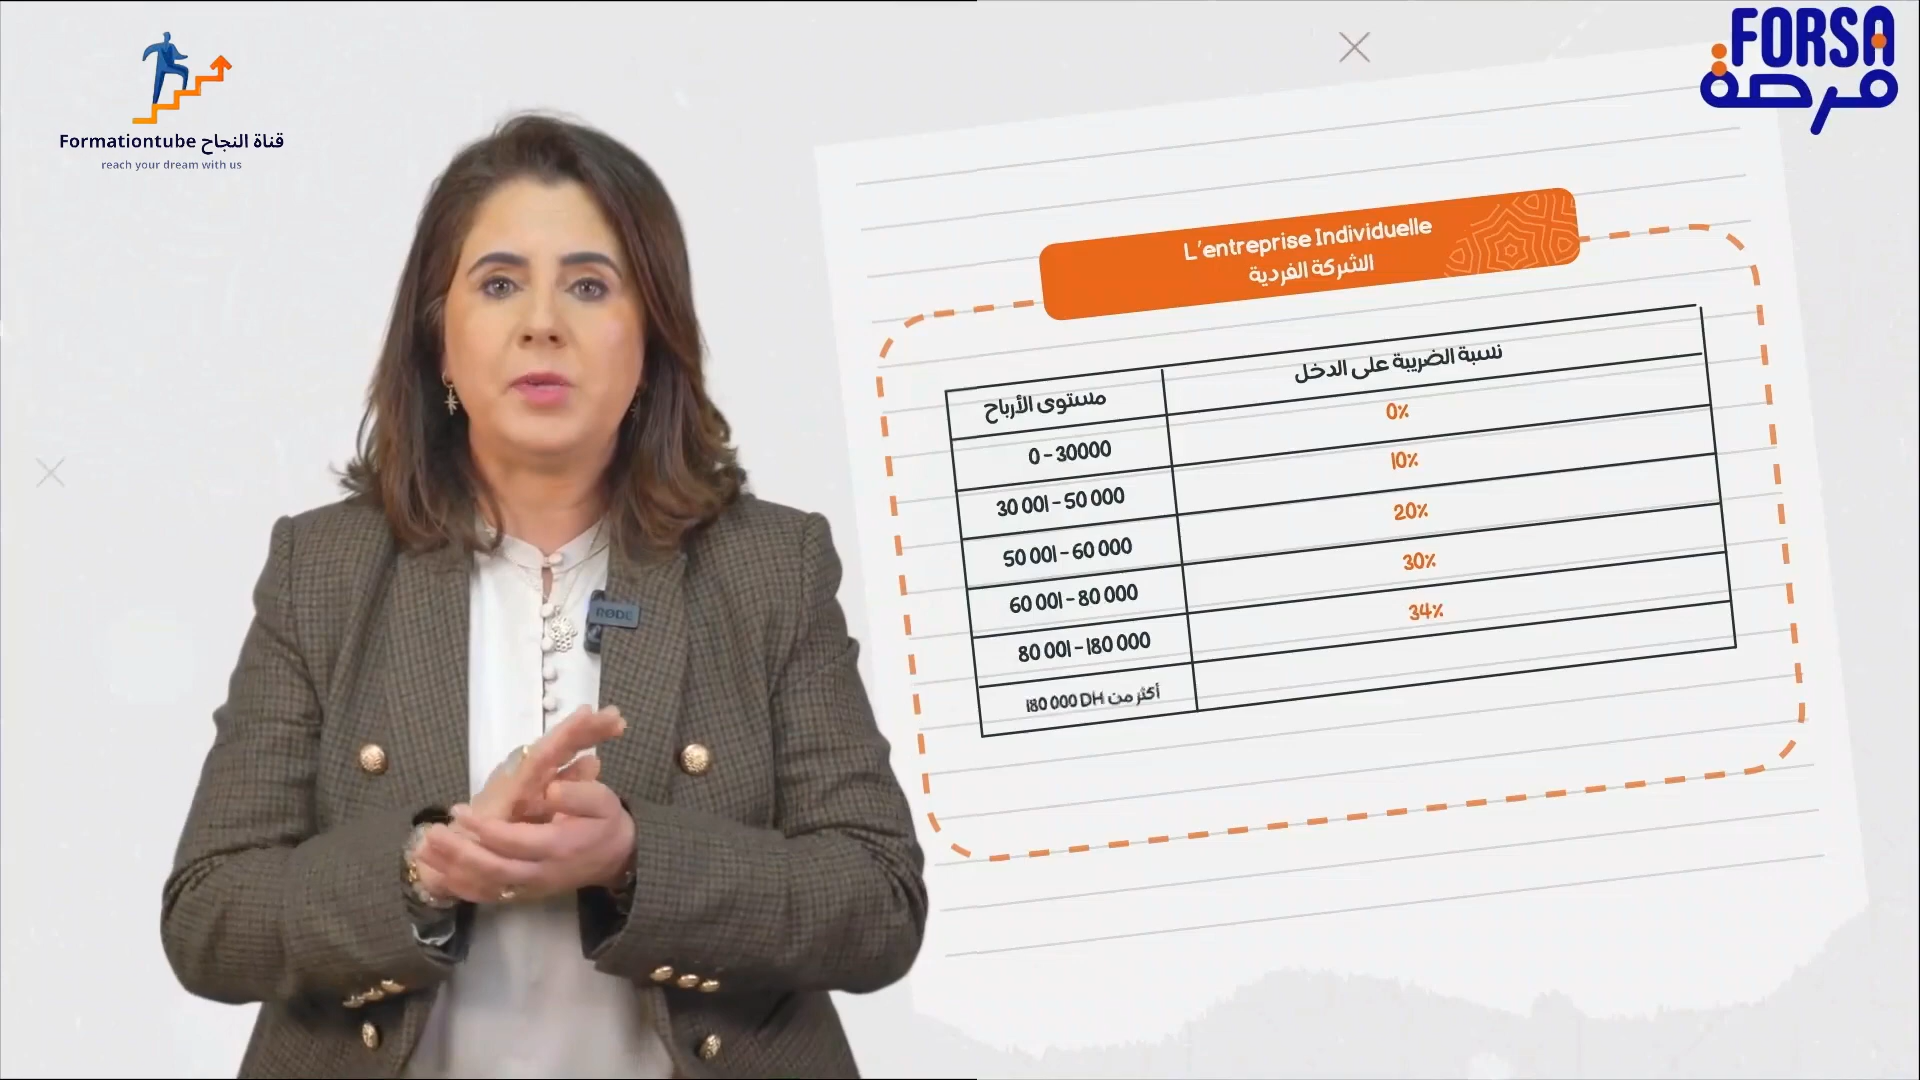 FORSA
فرصة
Formationtube قناة النجاح
reach your dream with us
L'entreprise Individuelle
الشركة الفردية
مستوى الأرباح
نسبة الضريبة على الدخل
0 - 30000
0%
30 001 - 50 000
10%
50 001 - 60 000
20%
60 001 - 80 000
30%
80 001 - 180 000
34%
أكثر من 180 000 DH
RØDE